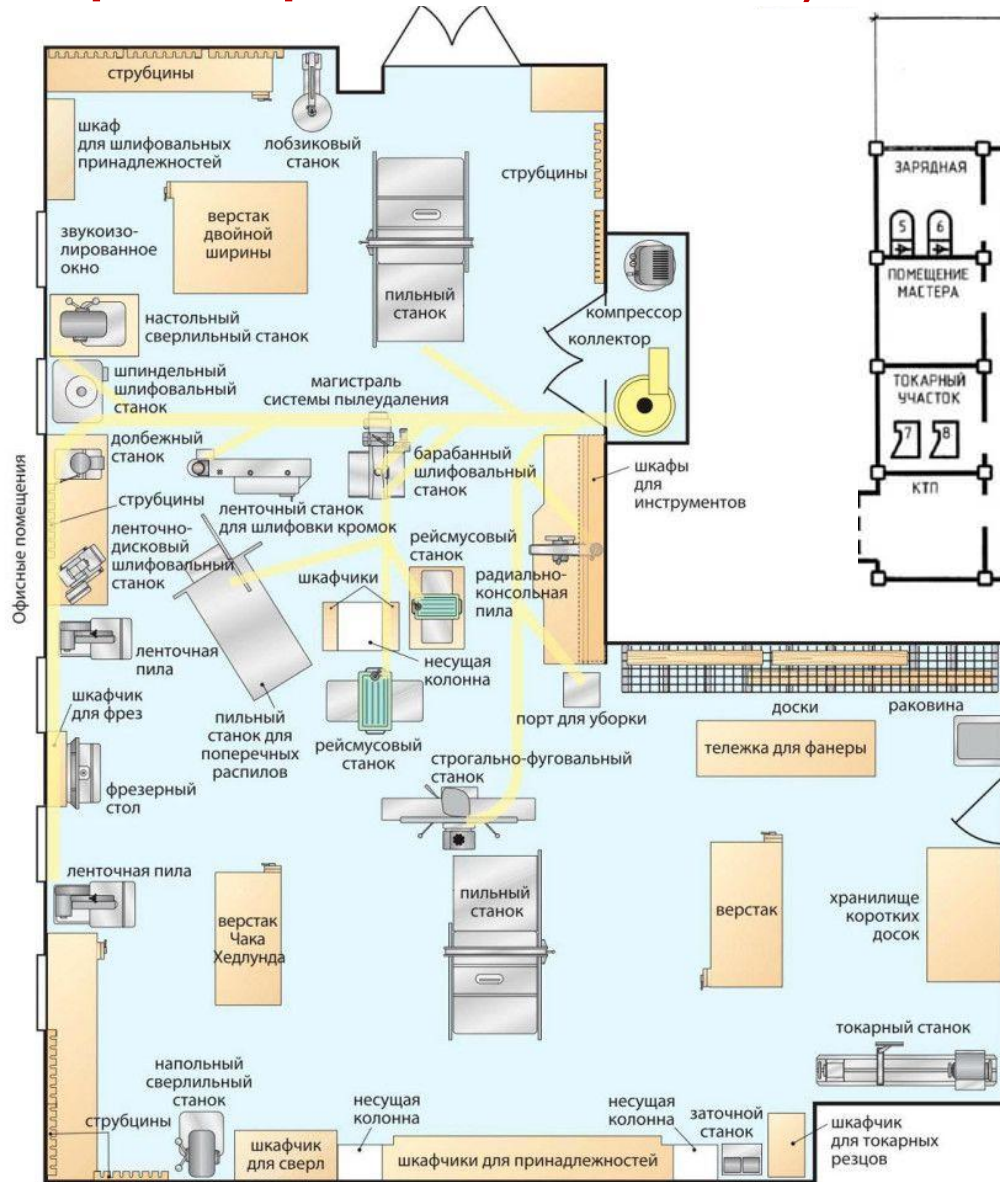 струбцины
шкаф
для шлифовальных
принадлежностей
лобзиковый
станок
струбцины
верстак
двойной
ширины
звукоизо-
лированное
окно
пильный
станок
компрессор
коллектор
настольный
сверлильный станок
шпиндельный
шлифовальный
станок
магистраль
системы пылеудаления
долбежный
станок
барабанный
шлифовальный
станок
шкафы
для
инструментов
струбцины
ленточный станок
для шлифовки кромок
ленточно-
дисковый
шлифовальный
станок
рейсмусовый
станок
шкафчики
радиально-
консольная
пила
Офисные помещения
ленточная
пила
несущая
колонна
шкафчик
для фрез
пильный
станок для
поперечных
распилов
рейсмусовый
станок
порт для уборки
доски
раковина
тележка для фанеры
строгально-фуговальный
станок
фрезерный
стол
ленточная пила
верстак
Чака
Хедлунда
пильный
станок
верстак
хранилище
коротких
досок
токарный станок
напольный
сверлильный
станок
струбцины
несущая
колонна
несущая
колонна
заточной
станок
шкафчик
для сверл
шкафчики для принадлежностей
шкафчик
для токарных
резцов
ЗАРЯДНАЯ
5 6
ПОМЕЩЕНИЕ
МАСТЕРА
ТОКАРНЫЙ
УЧАСТОК
7 8
КТП